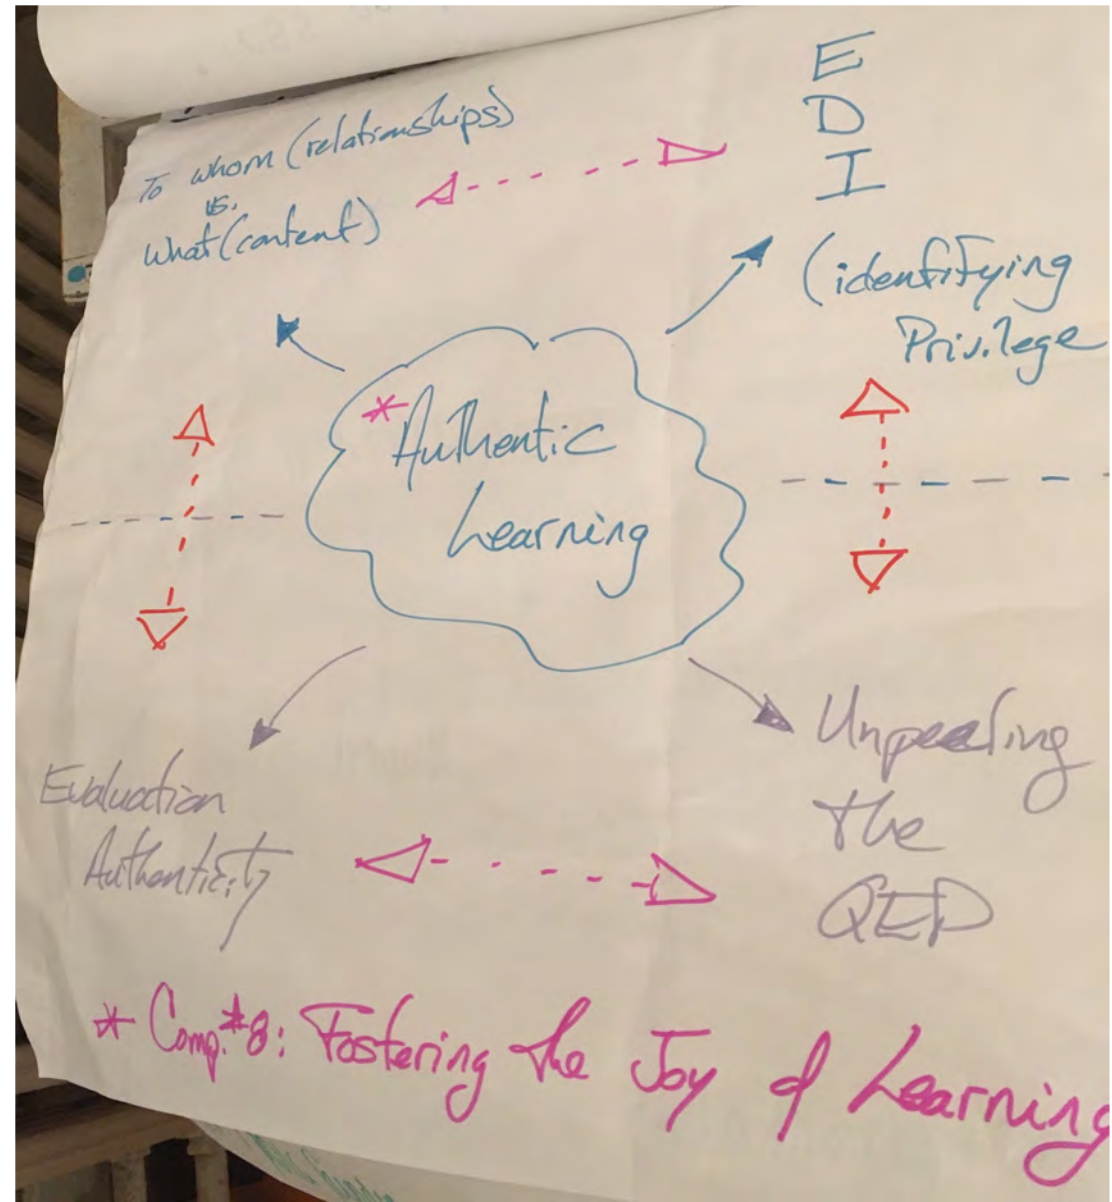 To whom (relationships)
vs.
What (content)
E
D
I
(identifying
Privilege
*Authentic
Learning
Evaluation
Authenticity
Unpeeling
the
QEP
* Comp. #8: Fostering the Joy of Learning